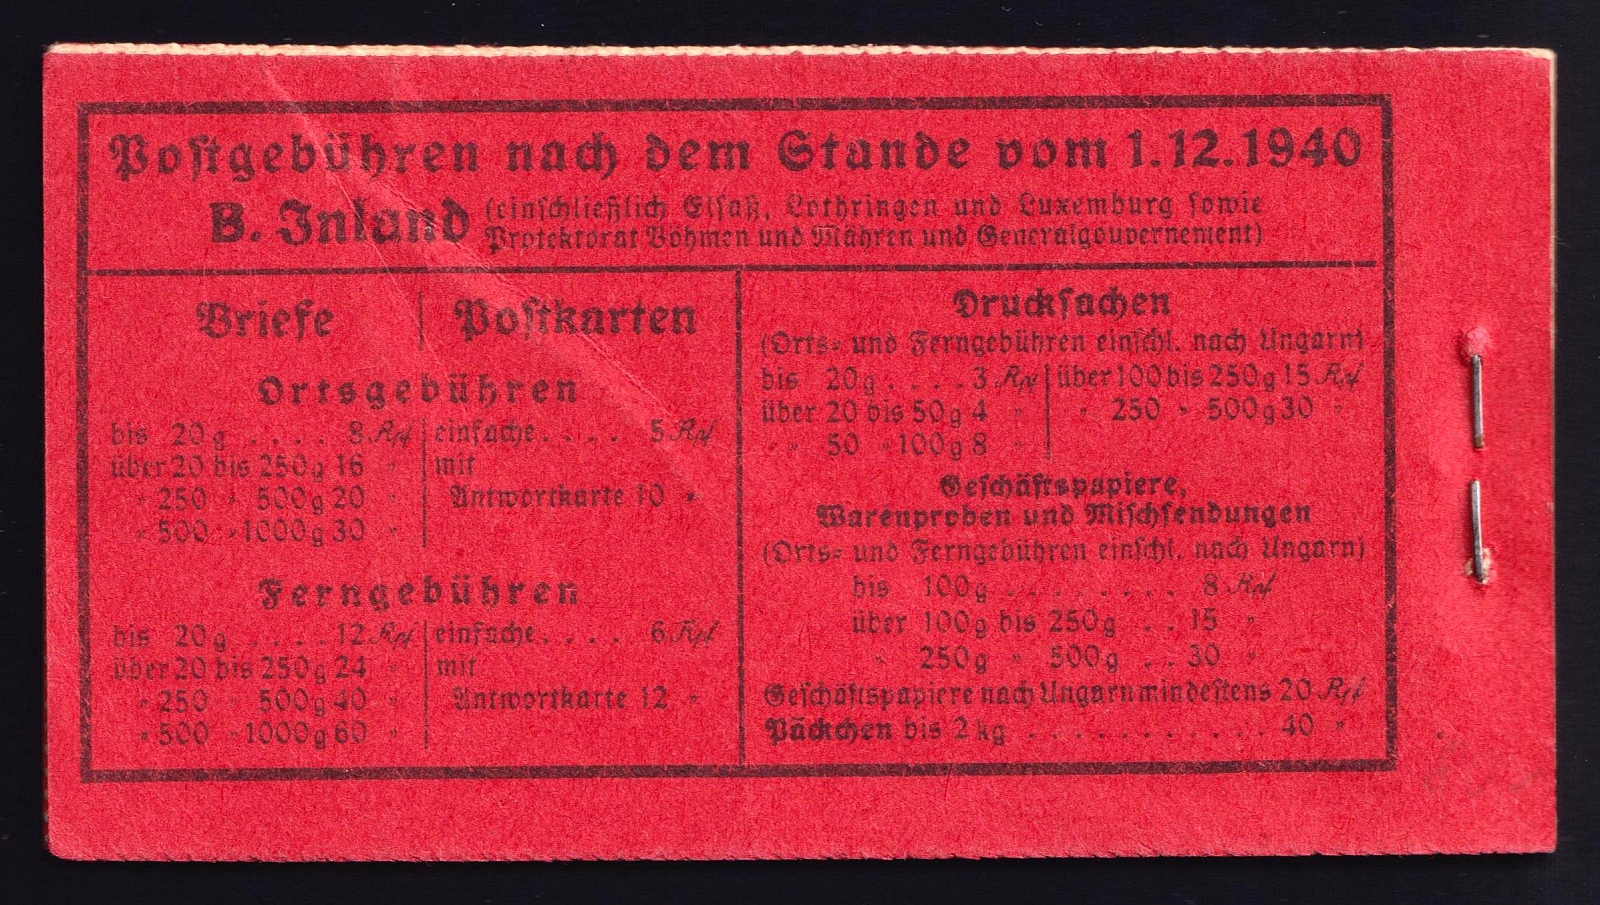 Postgebühren nach dem Stande vom 1.12.1940
B. Inland (einschließlich Elsaß, Lothringen und Luxemburg sowie
Protektorat Böhmen und Mähren und Generalgouvernement)
Briefe
Postkarten
Ortsgebühren
bis 20g .... 8 Rpf
über 20 bis 250g 16 "
" 250 " 500g 20 "
" 500 " 1000g 30 "
einfache .... 5 Rpf
mit
Antwortkarte 10 "
Ferngebühren
bis 20g .... 12 Rpf
über 20 bis 250g 24 "
" 250 " 500g 40 "
" 500 " 1000g 60 "
einfache .... 6 Rpf
mit
Antwortkarte 12 "
Drucksachen
(Orts- und Ferngebühren einschl. nach Ungarn)
bis 20g .... 3 Rpf
über 20 bis 50g 4 "
" 50 " 100g 8 "
über 100 bis 250g 15 Rpf
" 250 " 500g 30 "
Geschäftspapiere,
Warenproben und Mischsendungen
(Orts- und Ferngebühren einschl. nach Ungarn)
bis 100g ........ 8 Rpf
über 100g bis 250g .. 15 "
" 250g " 500g .. 30 "
Geschäftspapiere nach Ungarn mindestens 20 Rpf
Päckchen bis 2 kg ........... 40 "